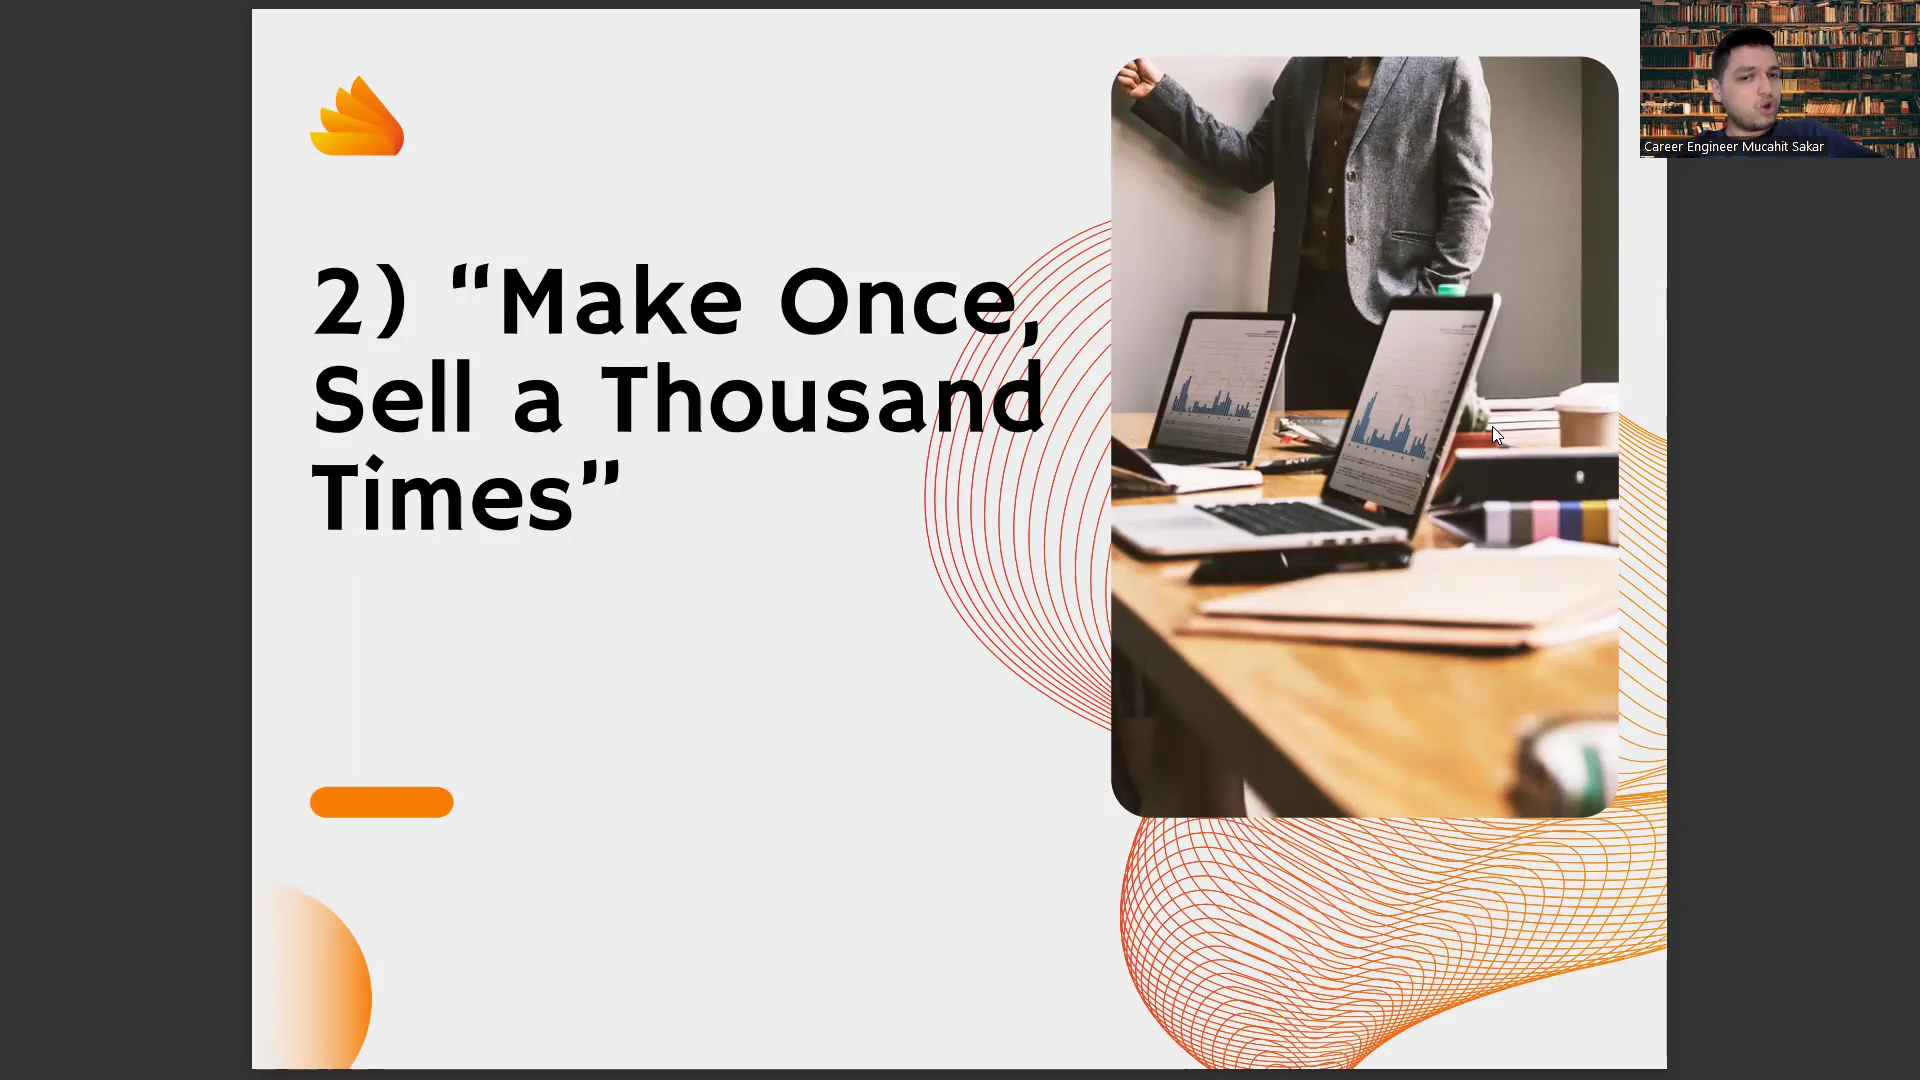 2) “Make Once,
Sell a Thousand
Times”
Career Engineer Mucahit Sakar